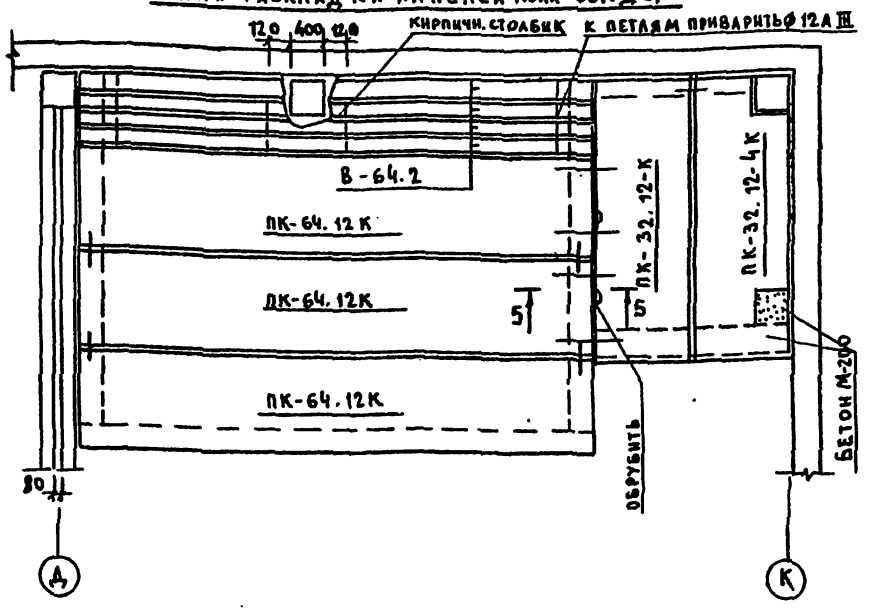 120 400 120
КИРПИЧН. СТОЛБИК
К ПЕТЛЯМ ПРИВАРИТЬ Ø 12 А III
В-64.2
ПК-64.12К
ПК-64.12К
ПК-64.12К
ПК-32.12-К
ПК-32.12-4К
5
5
БЕТОН М-200
ОБРУБИТЬ
80
Д
К